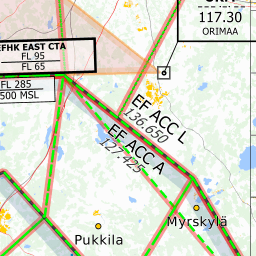 117.30
ORIMAA
EFHK EAST CTA
FL 95
FL 65
FL 285
500 MSL
EF ACC L
136.650
EF ACC A
127.425
Myrskylä
Pukkila